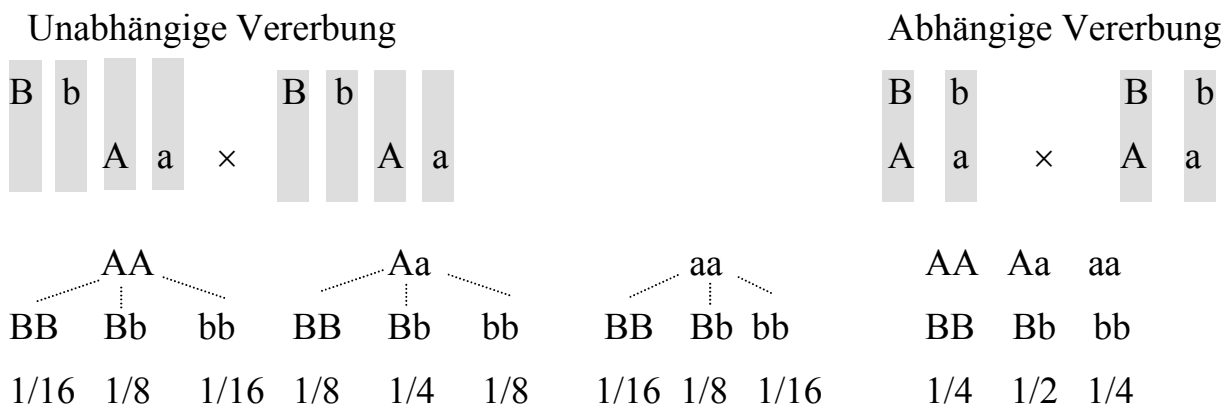 Unabhängige Vererbung Abhängige Vererbung
B b B b B b B b
A a × A a A a × A a
AA Aa aa AA Aa aa
BB Bb bb BB Bb bb BB Bb bb BB Bb bb
1/16 1/8 1/16 1/8 1/4 1/8 1/16 1/8 1/16 1/4 1/2 1/4